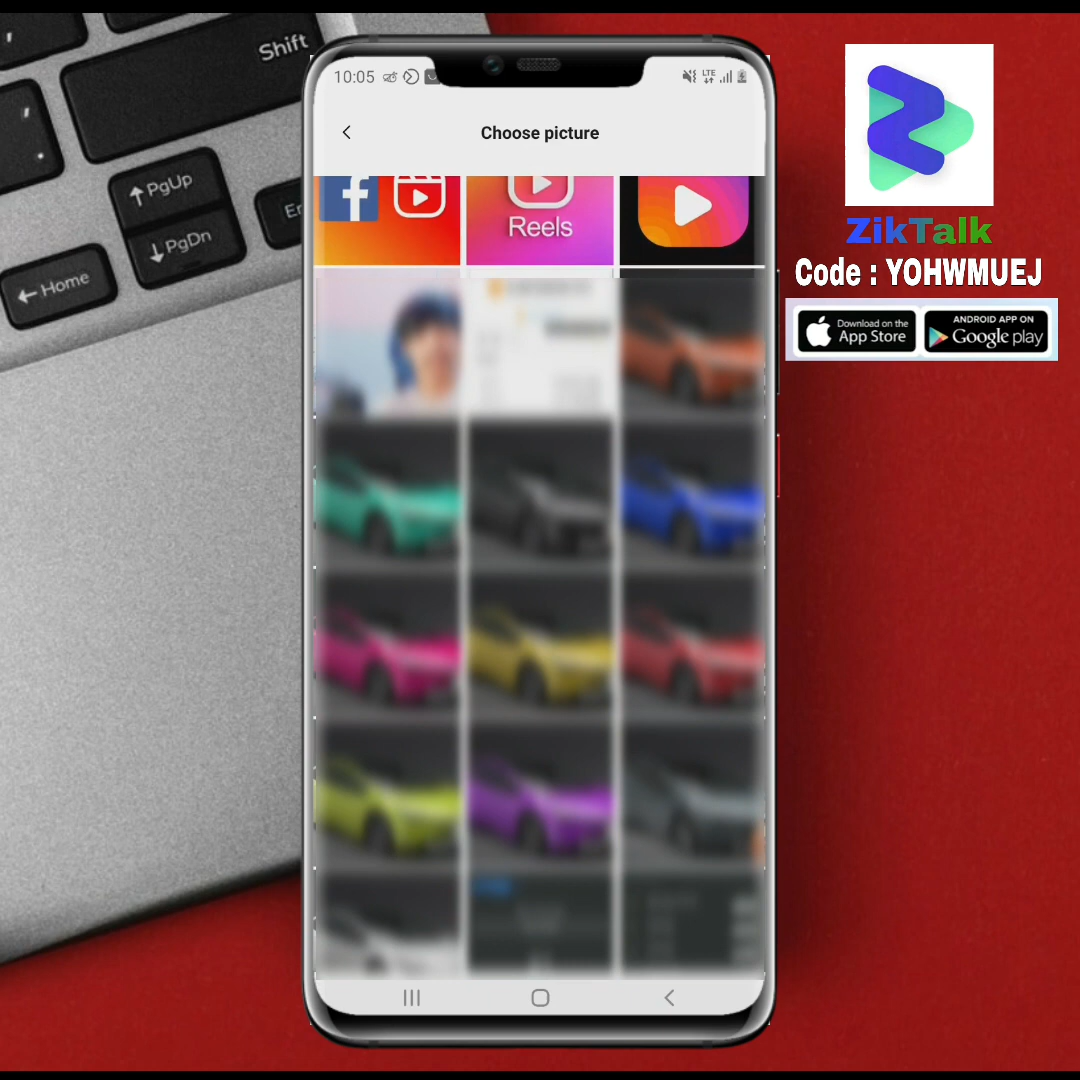 Shift
PgUp
PgDn
Home
10:05
LTE
Choose picture
f
Reels
ZikTalk
Code : YOHWMUEJ
Download on the
App Store
ANDROID APP ON
Google play